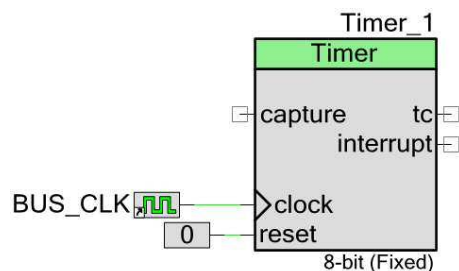 Timer_1
Timer
capture tc
interrupt
BUS_CLK clock
0 reset
8-bit (Fixed)